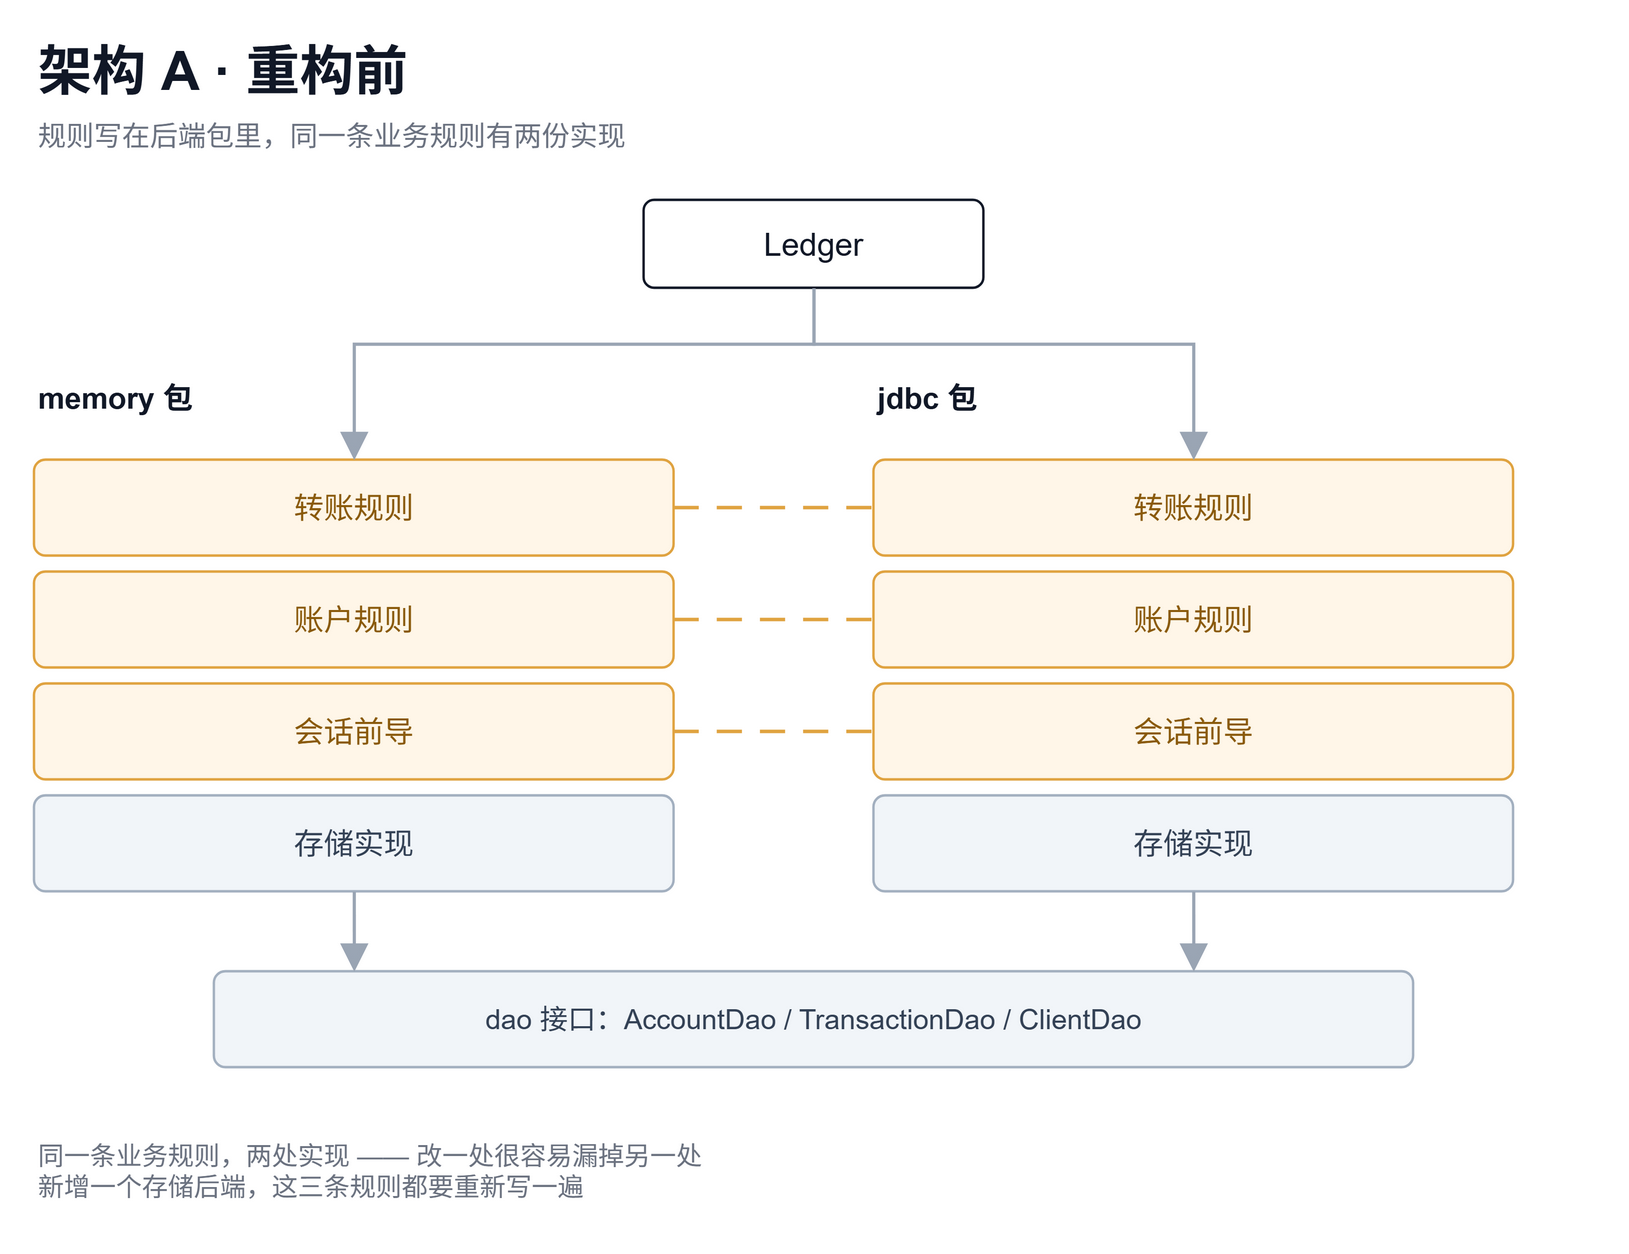 架构 A · 重构前
规则写在后端包里，同一条业务规则有两份实现
Ledger
memory 包
jdbc 包
转账规则
转账规则
账户规则
账户规则
会话前导
会话前导
存储实现
存储实现
dao 接口：AccountDao / TransactionDao / ClientDao
同一条业务规则，两处实现 —— 改一处很容易漏掉另一处
新增一个存储后端，这三条规则都要重新写一遍